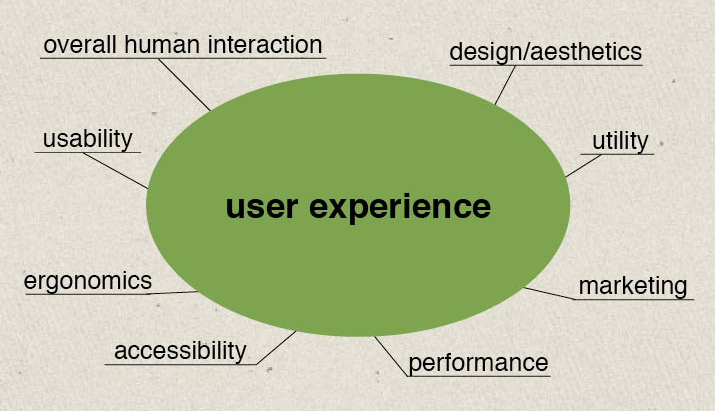 overall human interaction
design/aesthetics
usability
utility
user experience
ergonomics
marketing
accessibility
performance